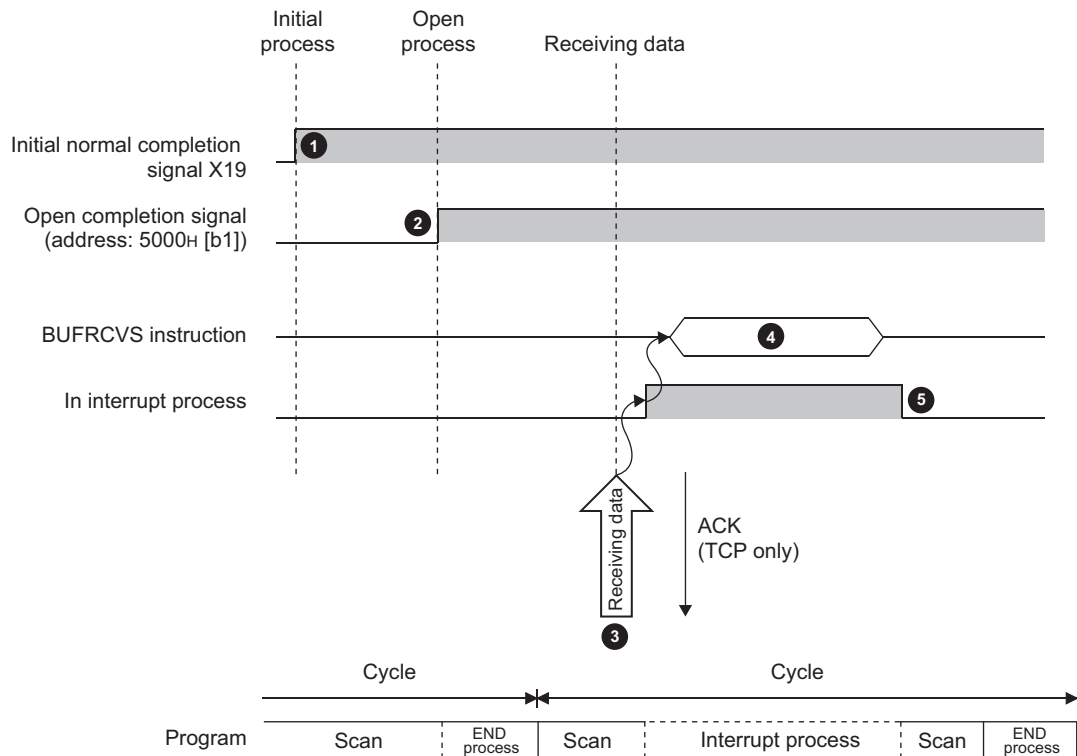 Initial
process
Open
process
Receiving data
Initial normal completion
signal X19
1
Open completion signal
(address: 5000H [b1])
2
BUFRCVS instruction
4
In interrupt process
5
Receiving data
ACK
(TCP only)
3
Cycle
Cycle
Program
Scan
END
process
Scan
Interrupt process
Scan
END
process